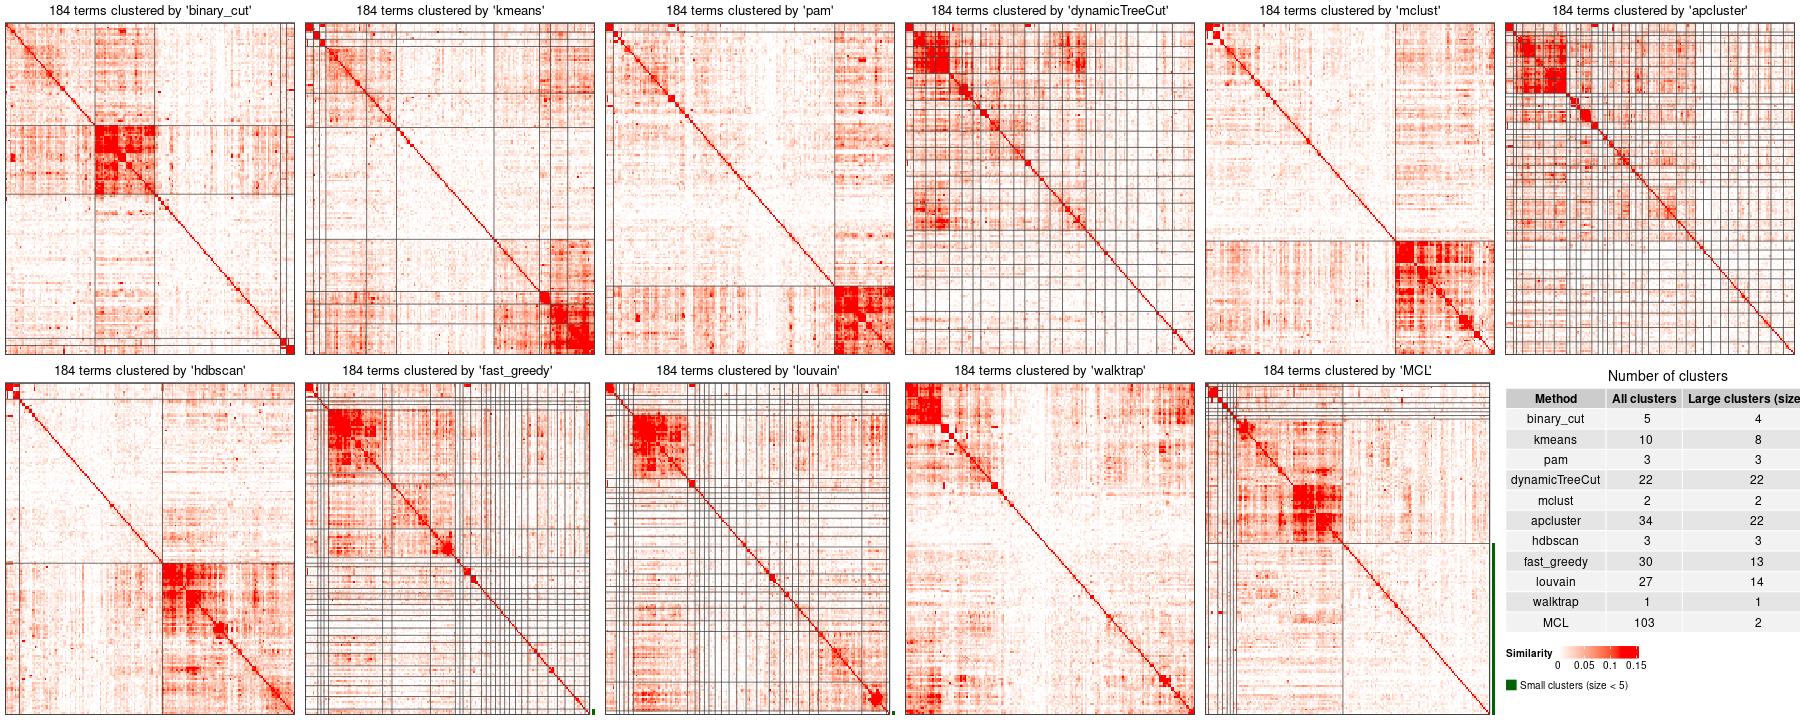 184 terms clustered by 'binary_cut'
184 terms clustered by 'kmeans'
184 terms clustered by 'pam'
184 terms clustered by 'dynamicTreeCut'
184 terms clustered by 'mclust'
184 terms clustered by 'apcluster'
184 terms clustered by 'hdbscan'
184 terms clustered by 'fast_greedy'
184 terms clustered by 'louvain'
184 terms clustered by 'walktrap'
184 terms clustered by 'MCL'
Number of clusters
Method All clusters Large clusters (size
binary_cut 5 4
kmeans 10 8
pam 3 3
dynamicTreeCut 22 22
mclust 2 2
apcluster 34 22
hdbscan 3 3
fast_greedy 30 13
louvain 27 14
walktrap 1 1
MCL 103 2
Similarity
0 0.05 0.1 0.15
Small clusters (size < 5)